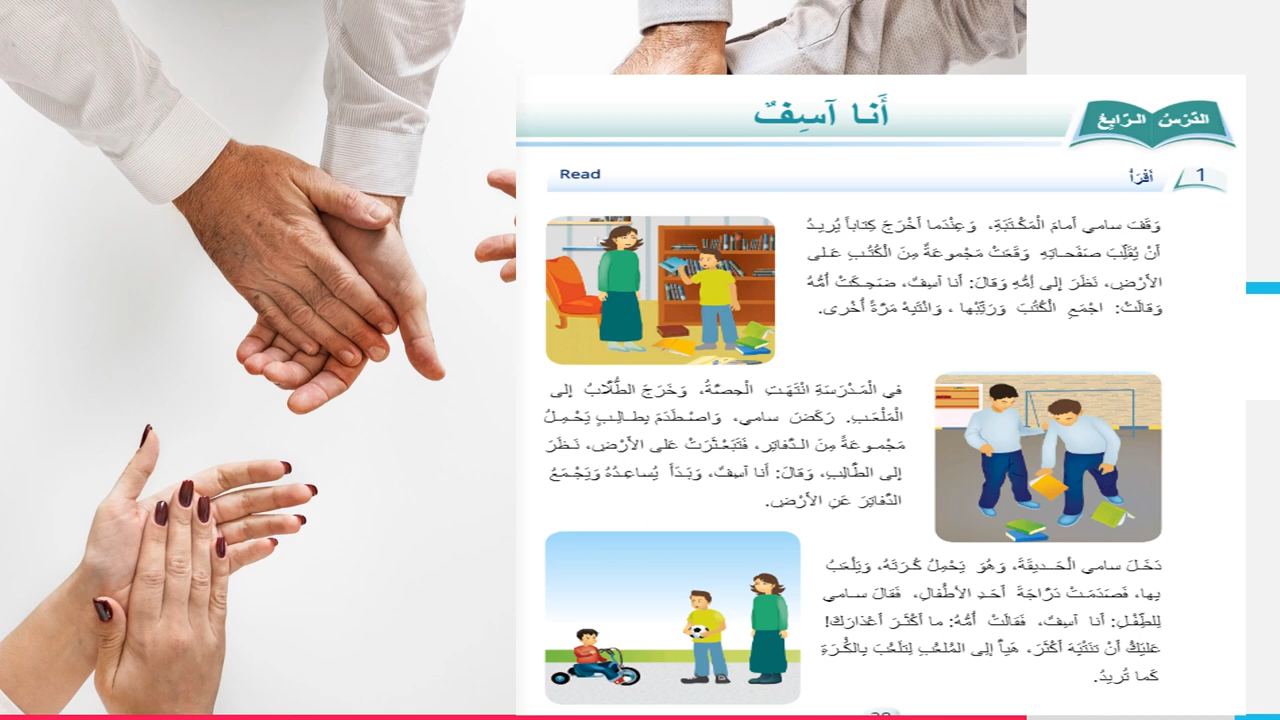 الدَّرْسُ الرّابِعُ
أَنا آسِفٌ
1 أَقْرَأُ Read
وَقَفَ سامي أَمامَ الْمَكْتَبَةِ، وَعِنْدَما أَخْرَجَ كِتاباً يُريدُ
أَنْ يُقَلِّبَ صَفَحاتِهِ وَقَعَتْ مَجْموعَةٌ مِنَ الْكُتُبِ عَلى
الأَرْضِ، نَظَرَ إِلى أُمِّهِ وَقالَ: أَنا آسِفٌ، ضَحِكَتْ أُمُّهُ
وَقالَتْ: اجْمَعِ الْكُتُبَ وَرَتِّبْها ، وَانْتَبِهْ مَرَّةً أُخْرى.
في الْمَدْرَسَةِ انْتَهَتِ الْحِصَّةُ، وَخَرَجَ الطُّلّابُ إِلى
الْمَلْعَبِ. رَكَضَ سامي، وَاصْطَدَمَ بِطالِبٍ يَحْمِلُ
مَجْموعَةً مِنَ الدَّفاتِرِ، فَتَبَعْثَرَتْ عَلى الأَرْضِ، نَظَرَ
إِلى الطّالِبِ، وَقالَ: أَنا آسِفٌ، وَبَدَأَ يُساعِدُهُ وَيَجْمَعُ
الدَّفاتِرَ عَنِ الأَرْضِ.
دَخَلَ سامي الْحَديقَةَ، وَهُوَ يَحْمِلُ كُرَتَهُ، وَيَلْعَبُ
بِها، فَصَدَمَتْ دَرّاجَةَ أَحَدِ الأَطْفالِ، فَقالَ سامي
لِلطِّفْلِ: أَنا آسِفٌ، فَقالَتْ أُمُّهُ: ما أَكْثَرَ أَعْذارَكَ!
عَلَيْكَ أَنْ تَنْتَبِهَ أَكْثَرَ، هَيّا إِلى المَلْعَبِ لِتَلْعَبَ بِالْكُرَةِ
كَما تُريدُ.